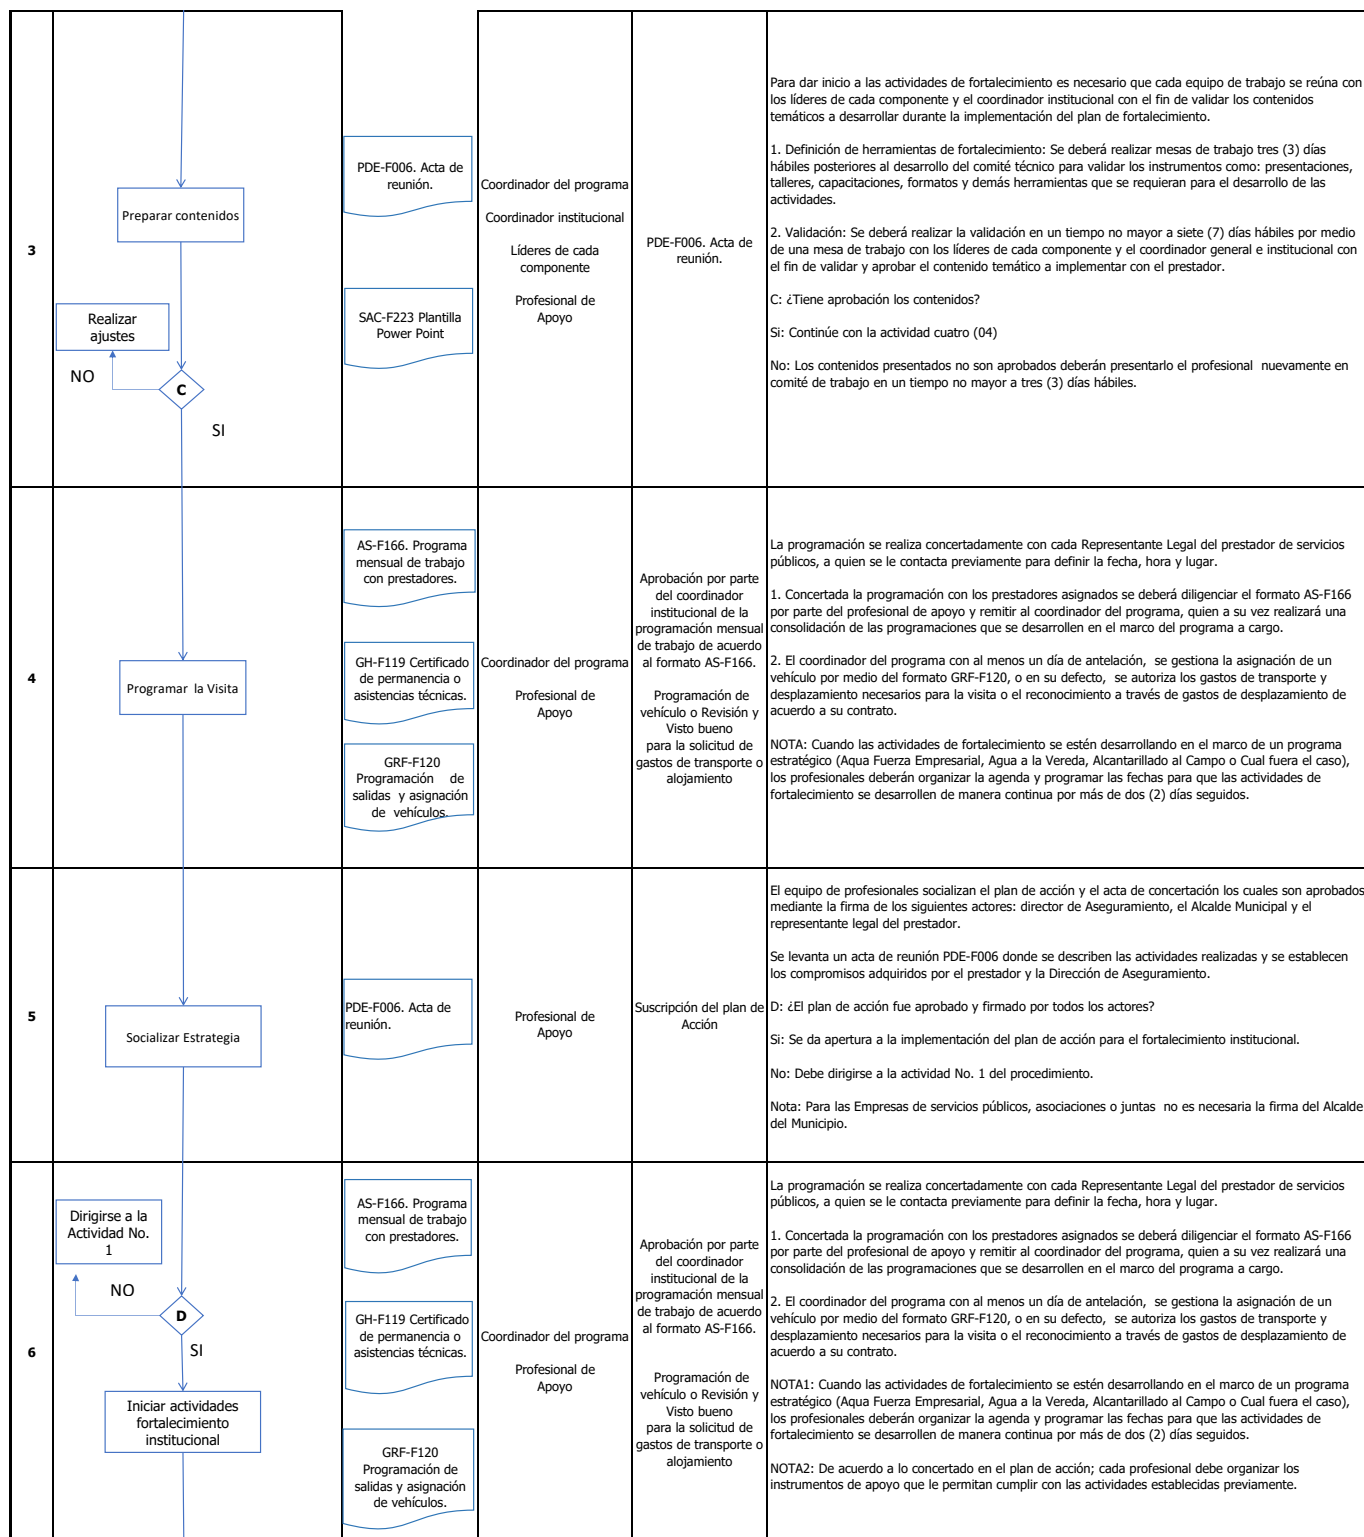 3
Preparar contenidos
Realizar
ajustes
NO
C
SI
PDE-F006. Acta de
reunión.
SAC-F223 Plantilla
Power Point
Coordinador del programa
Coordinador institucional
Líderes de cada
componente
Profesional de
Apoyo
PDE-F006. Acta de
reunión.
Para dar inicio a las actividades de fortalecimiento es necesario que cada equipo de trabajo se reúna con
los líderes de cada componente y el coordinador institucional con el fin de validar los contenidos
temáticos a desarrollar durante la implementación del plan de fortalecimiento.
1. Definición de herramientas de fortalecimiento: Se deberá realizar mesas de trabajo tres (3) días
hábiles posteriores al desarrollo del comité técnico para validar los instrumentos como: presentaciones,
talleres, capacitaciones, formatos y demás herramientas que se requieran para el desarrollo de las
actividades.
2. Validación: Se deberá realizar la validación en un tiempo no mayor a siete (7) días hábiles por medio
de una mesa de trabajo con los líderes de cada componente y el coordinador general e institucional con
el fin de validar y aprobar el contenido temático a implementar con el prestador.
C: ¿Tiene aprobación los contenidos?
Si: Continúe con la actividad cuatro (04)
No: Los contenidos presentados no son aprobados deberán presentarlo el profesional nuevamente en
comité de trabajo en un tiempo no mayor a tres (3) días hábiles.
4
Programar la Visita
AS-F166. Programa
mensual de trabajo
con prestadores.
GH-F119 Certificado
de permanencia o
asistencias técnicas.
GRF-F120
Programación de
salidas y asignación
de vehículos.
Coordinador del programa
Profesional de
Apoyo
Aprobación por parte
del coordinador
institucional de la
programación mensual
de trabajo de acuerdo
al formato AS-F166.
Programación de
vehículo o Revisión y
Visto bueno
para la solicitud de
gastos de transporte o
alojamiento
La programación se realiza concertadamente con cada Representante Legal del prestador de servicios
públicos, a quien se le contacta previamente para definir la fecha, hora y lugar.
1. Concertada la programación con los prestadores asignados se deberá diligenciar el formato AS-F166
por parte del profesional de apoyo y remitir al coordinador del programa, quien a su vez realizará una
consolidación de las programaciones que se desarrollen en el marco del programa a cargo.
2. El coordinador del programa con al menos un día de antelación, se gestiona la asignación de un
vehículo por medio del formato GRF-F120, o en su defecto, se autoriza los gastos de transporte y
desplazamiento necesarios para la visita o el reconocimiento a través de gastos de desplazamiento de
acuerdo a su contrato.
NOTA: Cuando las actividades de fortalecimiento se estén desarrollando en el marco de un programa
estratégico (Aqua Fuerza Empresarial, Agua a la Vereda, Alcantarillado al Campo o Cual fuera el caso),
los profesionales deberán organizar la agenda y programar las fechas para que las actividades de
fortalecimiento se desarrollen de manera continua por más de dos (2) días seguidos.
5
Socializar Estrategia
PDE-F006. Acta de
reunión.
Profesional de
Apoyo
Suscripción del plan de
Acción
El equipo de profesionales socializan el plan de acción y el acta de concertación los cuales son aprobados
mediante la firma de los siguientes actores: director de Aseguramiento, el Alcalde Municipal y el
representante legal del prestador.
Se levanta un acta de reunión PDE-F006 donde se describen las actividades realizadas y se establecen
los compromisos adquiridos por el prestador y la Dirección de Aseguramiento.
D: ¿El plan de acción fue aprobado y firmado por todos los actores?
Si: Se da apertura a la implementación del plan de acción para el fortalecimiento institucional.
No: Debe dirigirse a la actividad No. 1 del procedimiento.
Nota: Para las Empresas de servicios públicos, asociaciones o juntas no es necesaria la firma del Alcalde
del Municipio.
6
Dirigirse a la
Actividad No.
1
NO
D
SI
Iniciar actividades
fortalecimiento
institucional
AS-F166. Programa
mensual de trabajo
con prestadores.
GH-F119 Certificado
de permanencia o
asistencias técnicas.
GRF-F120
Programación de
salidas y asignación
de vehículos.
Coordinador del programa
Profesional de
Apoyo
Aprobación por parte
del coordinador
institucional de la
programación mensual
de trabajo de acuerdo
al formato AS-F166.
Programación de
vehículo o Revisión y
Visto bueno
para la solicitud de
gastos de transporte o
alojamiento
La programación se realiza concertadamente con cada Representante Legal del prestador de servicios
públicos, a quien se le contacta previamente para definir la fecha, hora y lugar.
1. Concertada la programación con los prestadores asignados se deberá diligenciar el formato AS-F166
por parte del profesional de apoyo y remitir al coordinador del programa, quien a su vez realizará una
consolidación de las programaciones que se desarrollen en el marco del programa a cargo.
2. El coordinador del programa con al menos un día de antelación, se gestiona la asignación de un
vehículo por medio del formato GRF-F120, o en su defecto, se autoriza los gastos de transporte y
desplazamiento necesarios para la visita o el reconocimiento a través de gastos de desplazamiento de
acuerdo a su contrato.
NOTA1: Cuando las actividades de fortalecimiento se estén desarrollando en el marco de un programa
estratégico (Aqua Fuerza Empresarial, Agua a la Vereda, Alcantarillado al Campo o Cual fuera el caso),
los profesionales deberán organizar la agenda y programar las fechas para que las actividades de
fortalecimiento se desarrollen de manera continua por más de dos (2) días seguidos.
NOTA2: De acuerdo a lo concertado en el plan de acción; cada profesional debe organizar los
instrumentos de apoyo que le permitan cumplir con las actividades establecidas previamente.